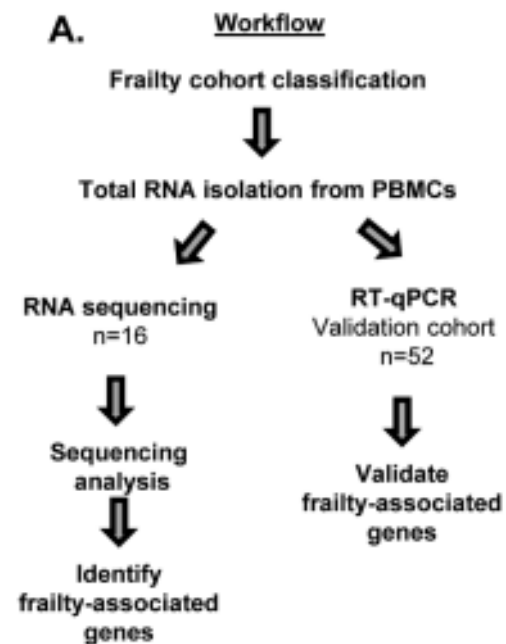 A.
Workflow
Frailty cohort classification
Total RNA isolation from PBMCs
RNA sequencing
n=16
Sequencing
analysis
Identify
frailty-associated
genes
RT-qPCR
Validation cohort
n=52
Validate
frailty-associated
genes